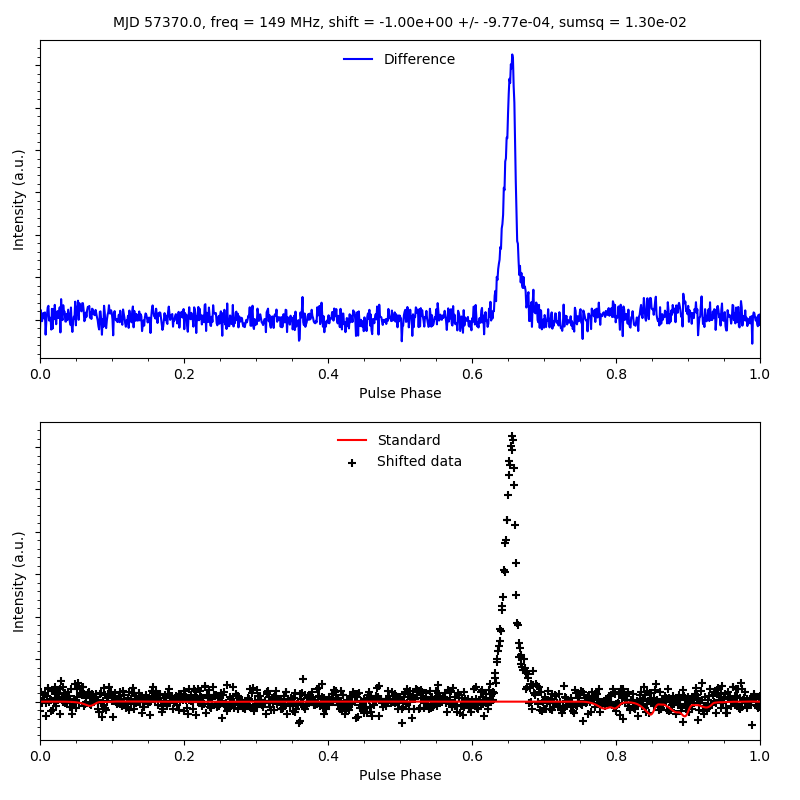 MJD 57370.0, freq = 149 MHz, shift = -1.00e+00 +/- -9.77e-04, sumsq = 1.30e-02
Difference
Intensity (a.u.)
0.0 0.2 0.4 0.6 0.8 1.0
Pulse Phase
Standard
Shifted data
Intensity (a.u.)
0.0 0.2 0.4 0.6 0.8 1.0
Pulse Phase